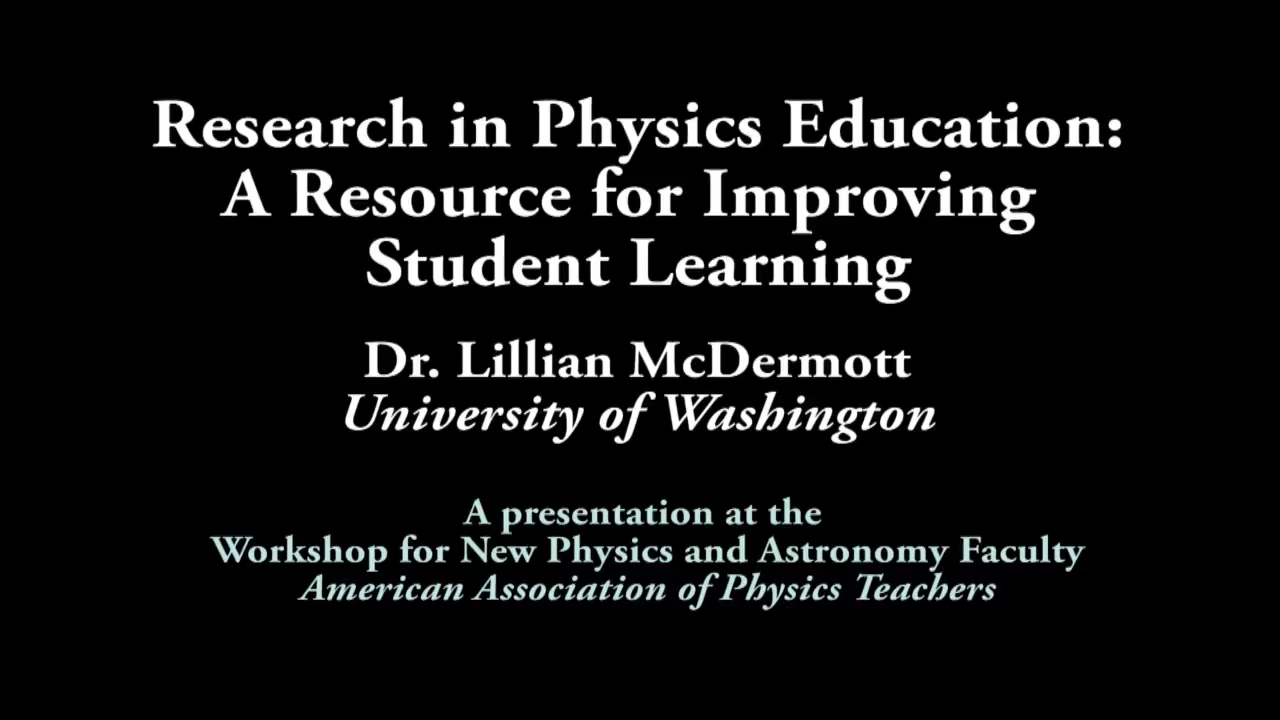 Research in Physics Education:
A Resource for Improving
Student Learning
Dr. Lillian McDermott
University of Washington
A presentation at the
Workshop for New Physics and Astronomy Faculty
American Association of Physics Teachers